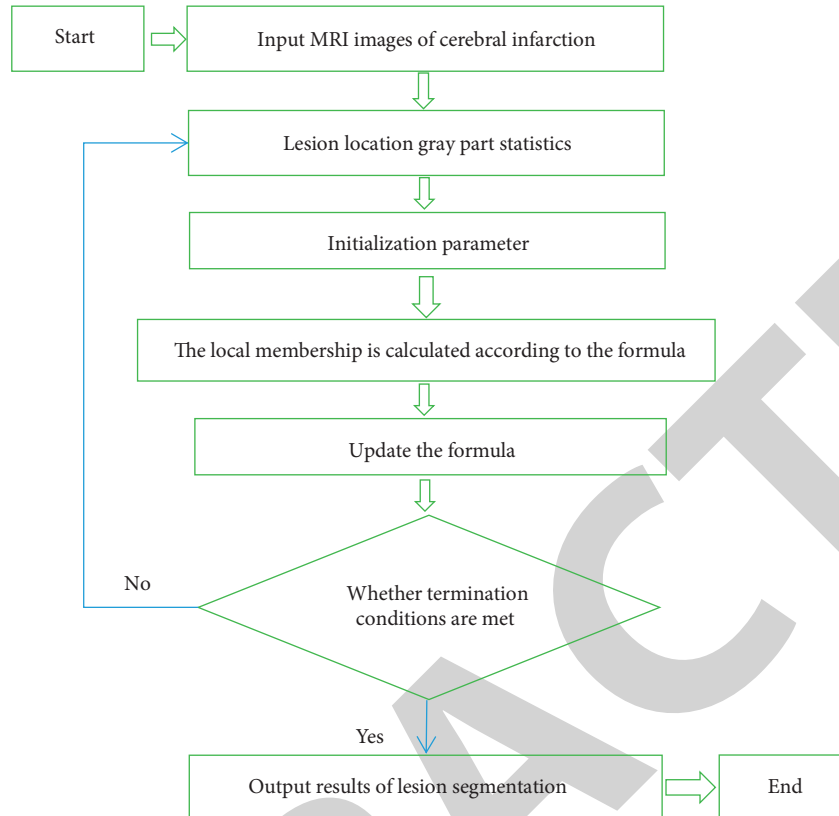 Start
Input MRI images of cerebral infarction
Lesion location gray part statistics
Initialization parameter
The local membership is calculated according to the formula
Update the formula
No
Whether termination
conditions are met
Yes
Output results of lesion segmentation
End